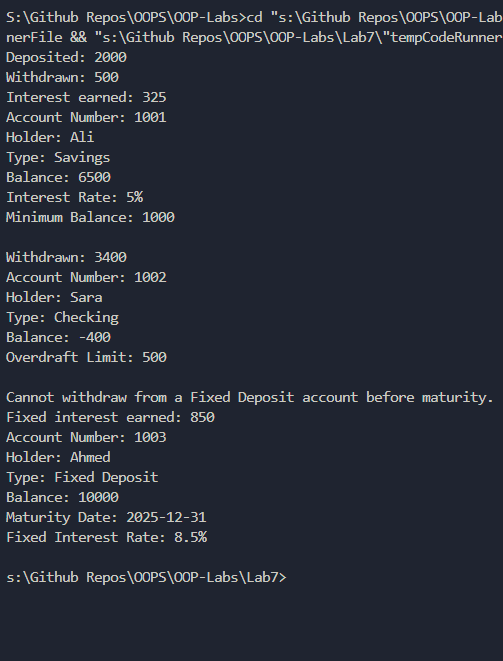 S:\Github Repos\OOPS\OOP-Labs>cd "s:\Github Repos\OOPS\OOP-Lab
nerFile && "s:\Github Repos\OOPS\OOP-Labs\Lab7\"tempCodeRunner
Deposited: 2000
Withdrawn: 500
Interest earned: 325
Account Number: 1001
Holder: Ali
Type: Savings
Balance: 6500
Interest Rate: 5%
Minimum Balance: 1000

Withdrawn: 3400
Account Number: 1002
Holder: Sara
Type: Checking
Balance: -400
Overdraft Limit: 500

Cannot withdraw from a Fixed Deposit account before maturity.
Fixed interest earned: 850
Account Number: 1003
Holder: Ahmed
Type: Fixed Deposit
Balance: 10000
Maturity Date: 2025-12-31
Fixed Interest Rate: 8.5%

s:\Github Repos\OOPS\OOP-Labs\Lab7>